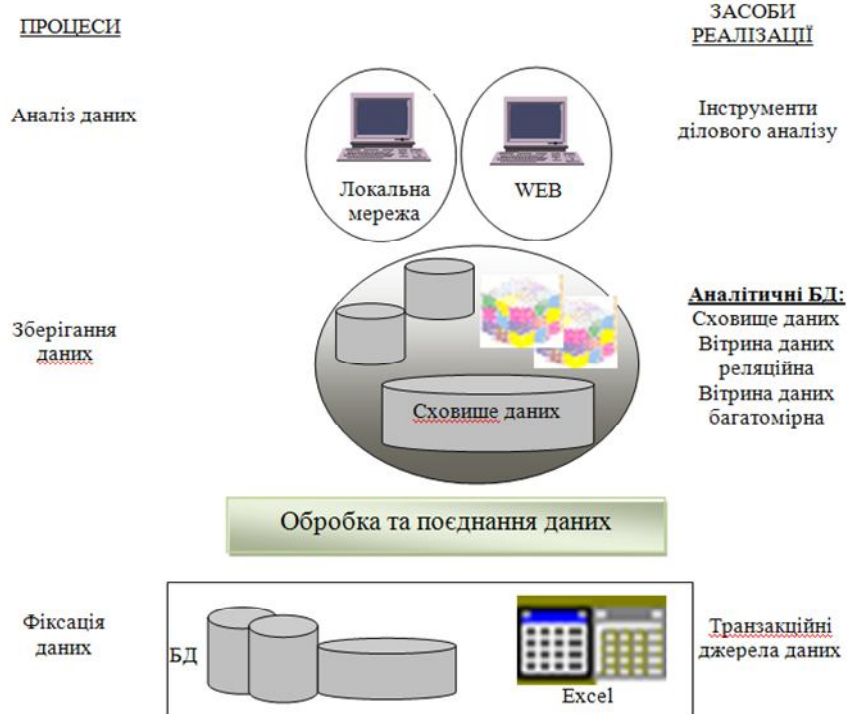 ПРОЦЕСИ
ЗАСОБИ
РЕАЛІЗАЦІЇ
Аналіз даних
Локальна
мережа
WEB
Інструменти
ділового аналізу
Зберігання
даних
Сховише даних
Аналітичні БД:
Сховище даних
Вітрина даних
реляційна
Вітрина даних
багатомірна
Обробка та поєднання даних
Фіксація
даних
БД
Excel
Транзакційні
джерела даних